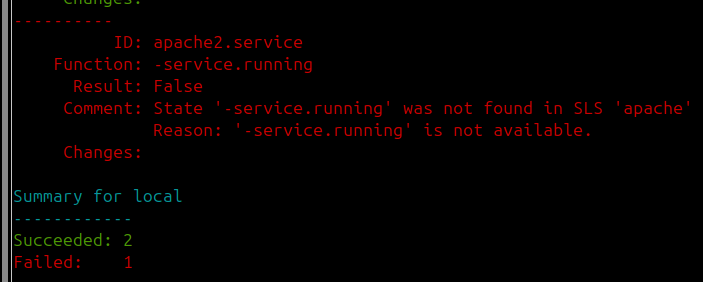 Changes:
----------
ID: apache2.service
Function: -service.running
Result: False
Comment: State '-service.running' was not found in SLS 'apache'
Reason: '-service.running' is not available.
Changes:
Summary for local
------------
Succeeded: 2
Failed: 1